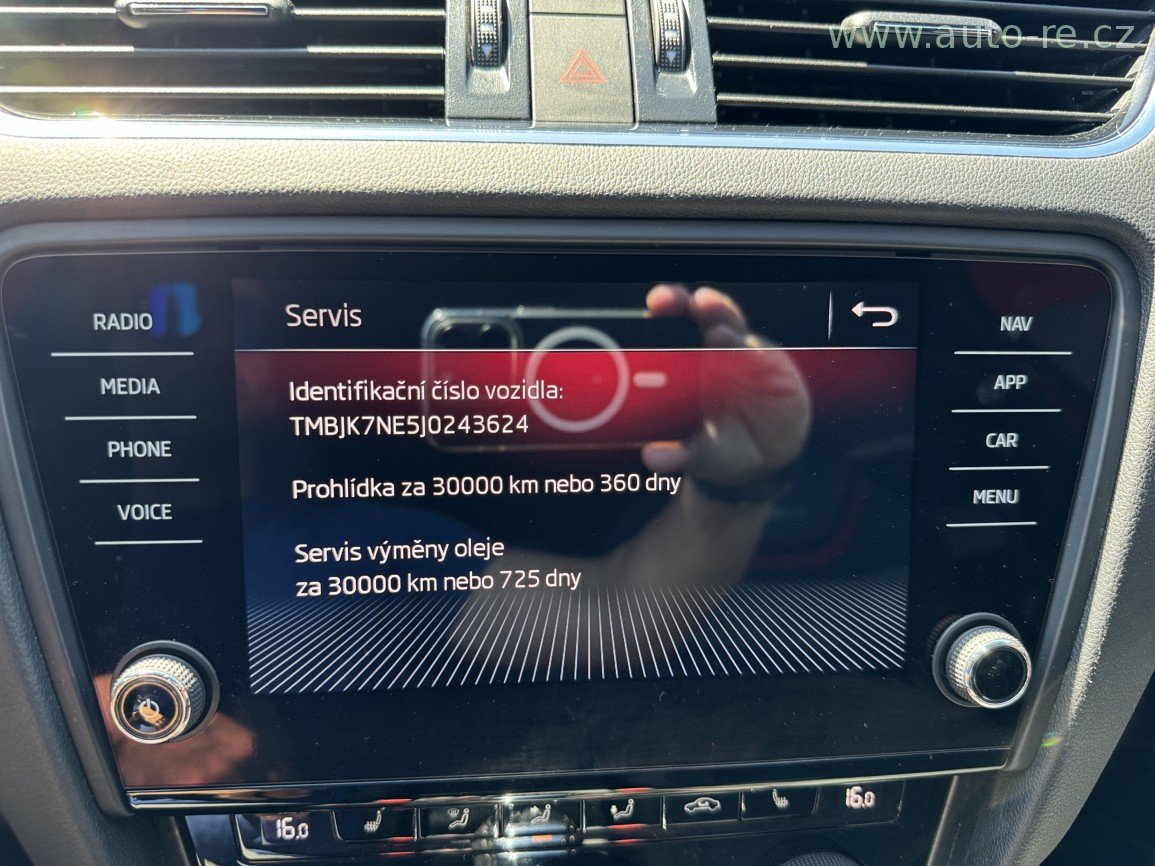 www.auto-re.cz
Servis
RADIO
MEDIA
PHONE
VOICE
Identifikační číslo vozidla:
TMBJK7NE5J0243624
Prohlídka za 30000 km nebo 360 dny
Servis výměny oleje
za 30000 km nebo 725 dny
NAV
APP
CAR
MENU
16.0
16.0